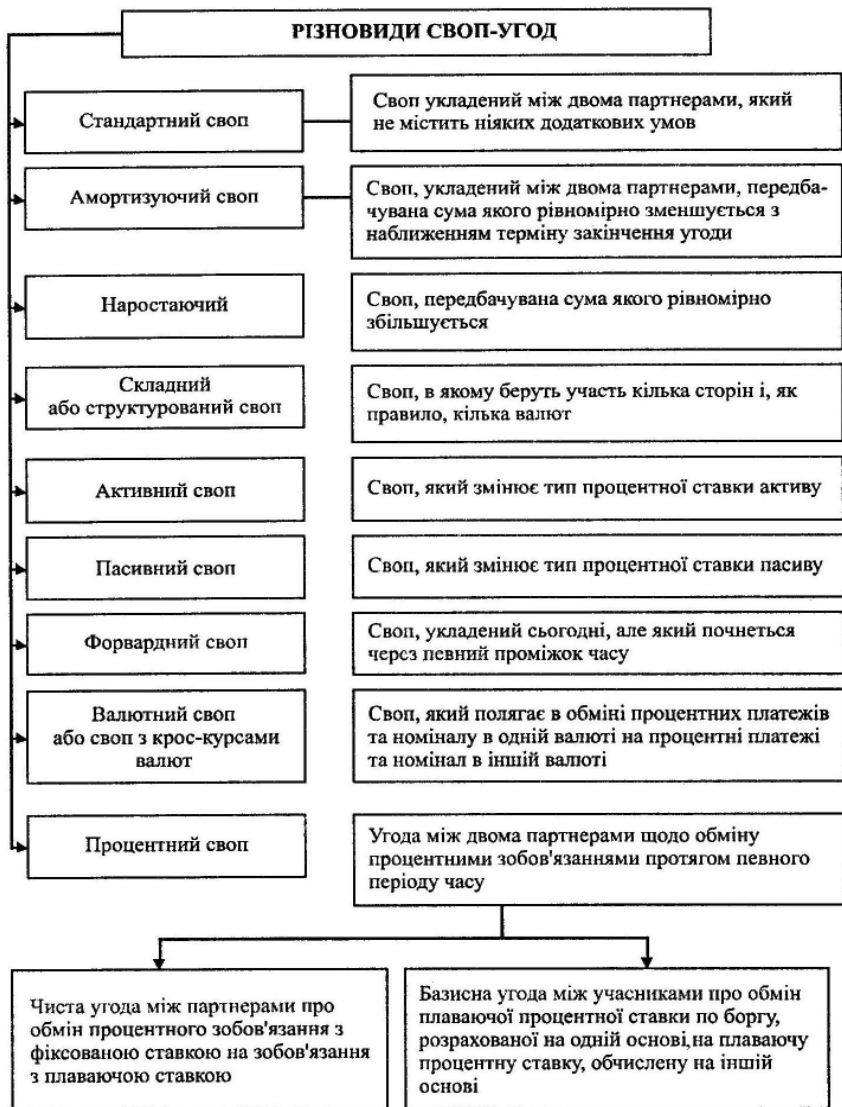 РІЗНОВИДИ СВОП-УГОД
Стандартний своп
Своп укладений між двома партнерами, який
не містить ніяких додаткових умов
Амортизуючий своп
Своп, укладений між двома партнерами, передба-
чувана сума якого рівномірно зменшується з
наближенням терміну закінчення угоди
Наростаючий
Своп, передбачувана сума якого рівномірно
збільшується
Складний
або структурований своп
Своп, в якому беруть участь кілька сторін і, як
правило, кілька валют
Активний своп
Своп, який змінює тип процентної ставки активу
Пасивний своп
Своп, який змінює тип процентної ставки пасиву
Форвардний своп
Своп, укладений сьогодні, але який почнеться
через певний проміжок часу
Валютний своп
або своп з крос-курсами
валют
Своп, який полягає в обміні процентних платежів
та номіналу в одній валюті на процентні платежі
та номінал в іншій валюті
Процентний своп
Угода між двома партнерами щодо обміну
процентними зобов'язаннями протягом певного
періоду часу
Чиста угода між партнерами про
обмін процентного зобов'язання з
фіксованою ставкою на зобов'язання
з плаваючою ставкою
Базисна угода між учасниками про обмін
плаваючої процентної ставки по боргу,
розрахованої на одній основі, на плаваючу
процентну ставку, обчислену на іншій
основі